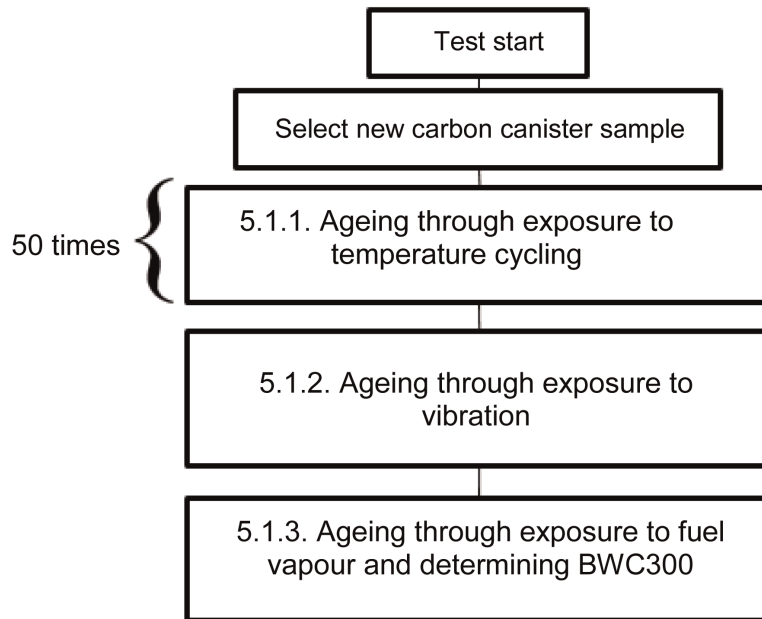 Test start
Select new carbon canister sample
50 times
5.1.1. Ageing through exposure to
temperature cycling
5.1.2. Ageing through exposure to
vibration
5.1.3. Ageing through exposure to fuel
vapour and determining BWC300